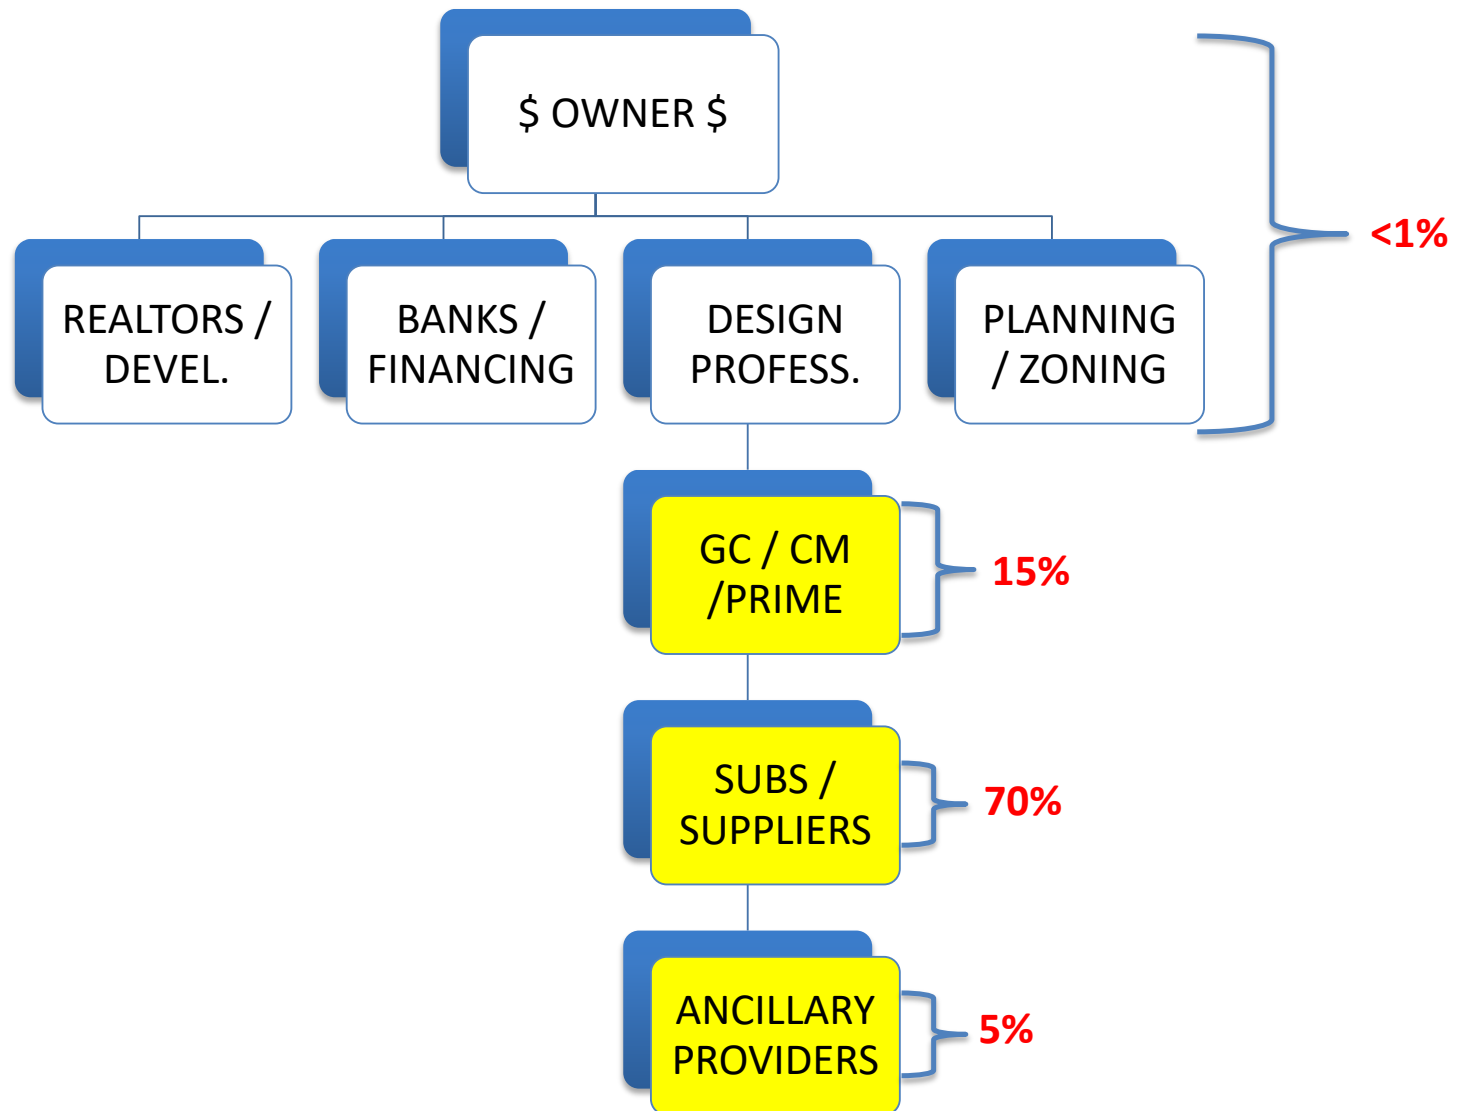 $ OWNER $
<1%
REALTORS /
DEVEL.
BANKS /
FINANCING
DESIGN
PROFESS.
PLANNING
/ ZONING
GC / CM
/PRIME
15%
SUBS /
SUPPLIERS
70%
ANCILLARY
PROVIDERS
5%